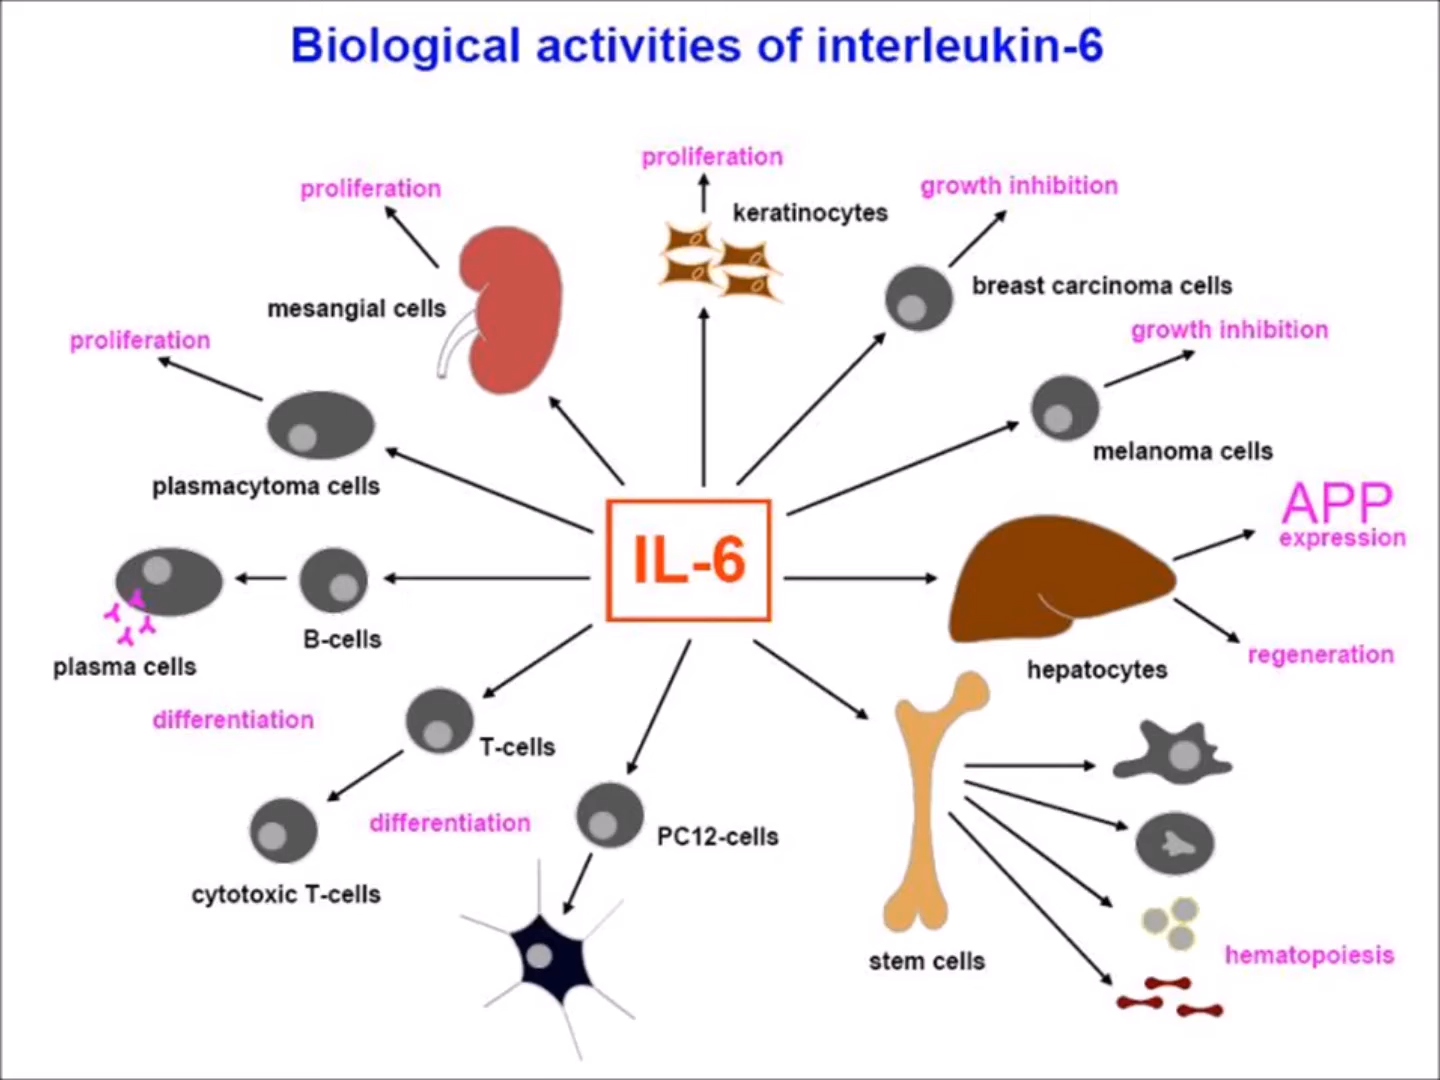 Biological activities of interleukin-6
proliferation
keratinocytes
proliferation
mesangial cells
growth inhibition
breast carcinoma cells
growth inhibition
melanoma cells
proliferation
plasmacytoma cells
IL-6
APP
expression
regeneration
hepatocytes
B-cells
plasma cells
differentiation
T-cells
cytotoxic T-cells
differentiation
PC12-cells
stem cells
hematopoiesis